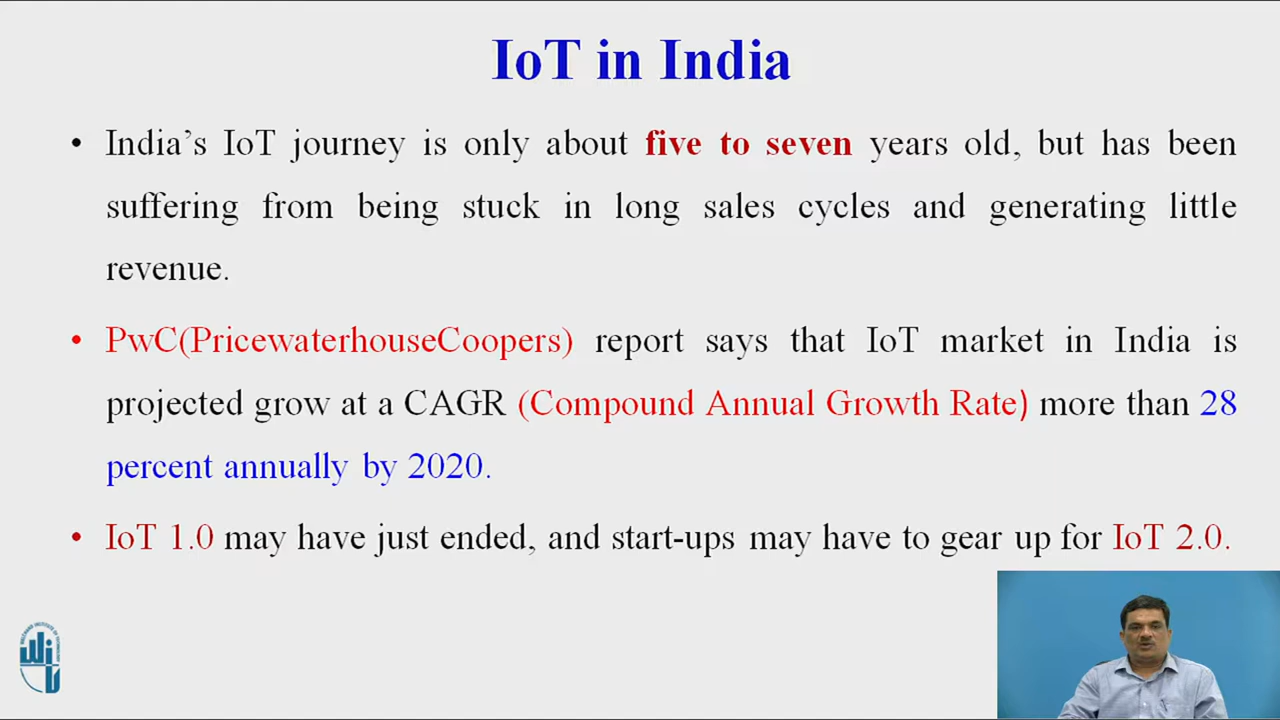 IoT in India
• India’s IoT journey is only about five to seven years old, but has been
suffering from being stuck in long sales cycles and generating little
revenue.
• PwC(PricewaterhouseCoopers) report says that IoT market in India is
projected grow at a CAGR (Compound Annual Growth Rate) more than 28
percent annually by 2020.
• IoT 1.0 may have just ended, and start-ups may have to gear up for IoT 2.0.